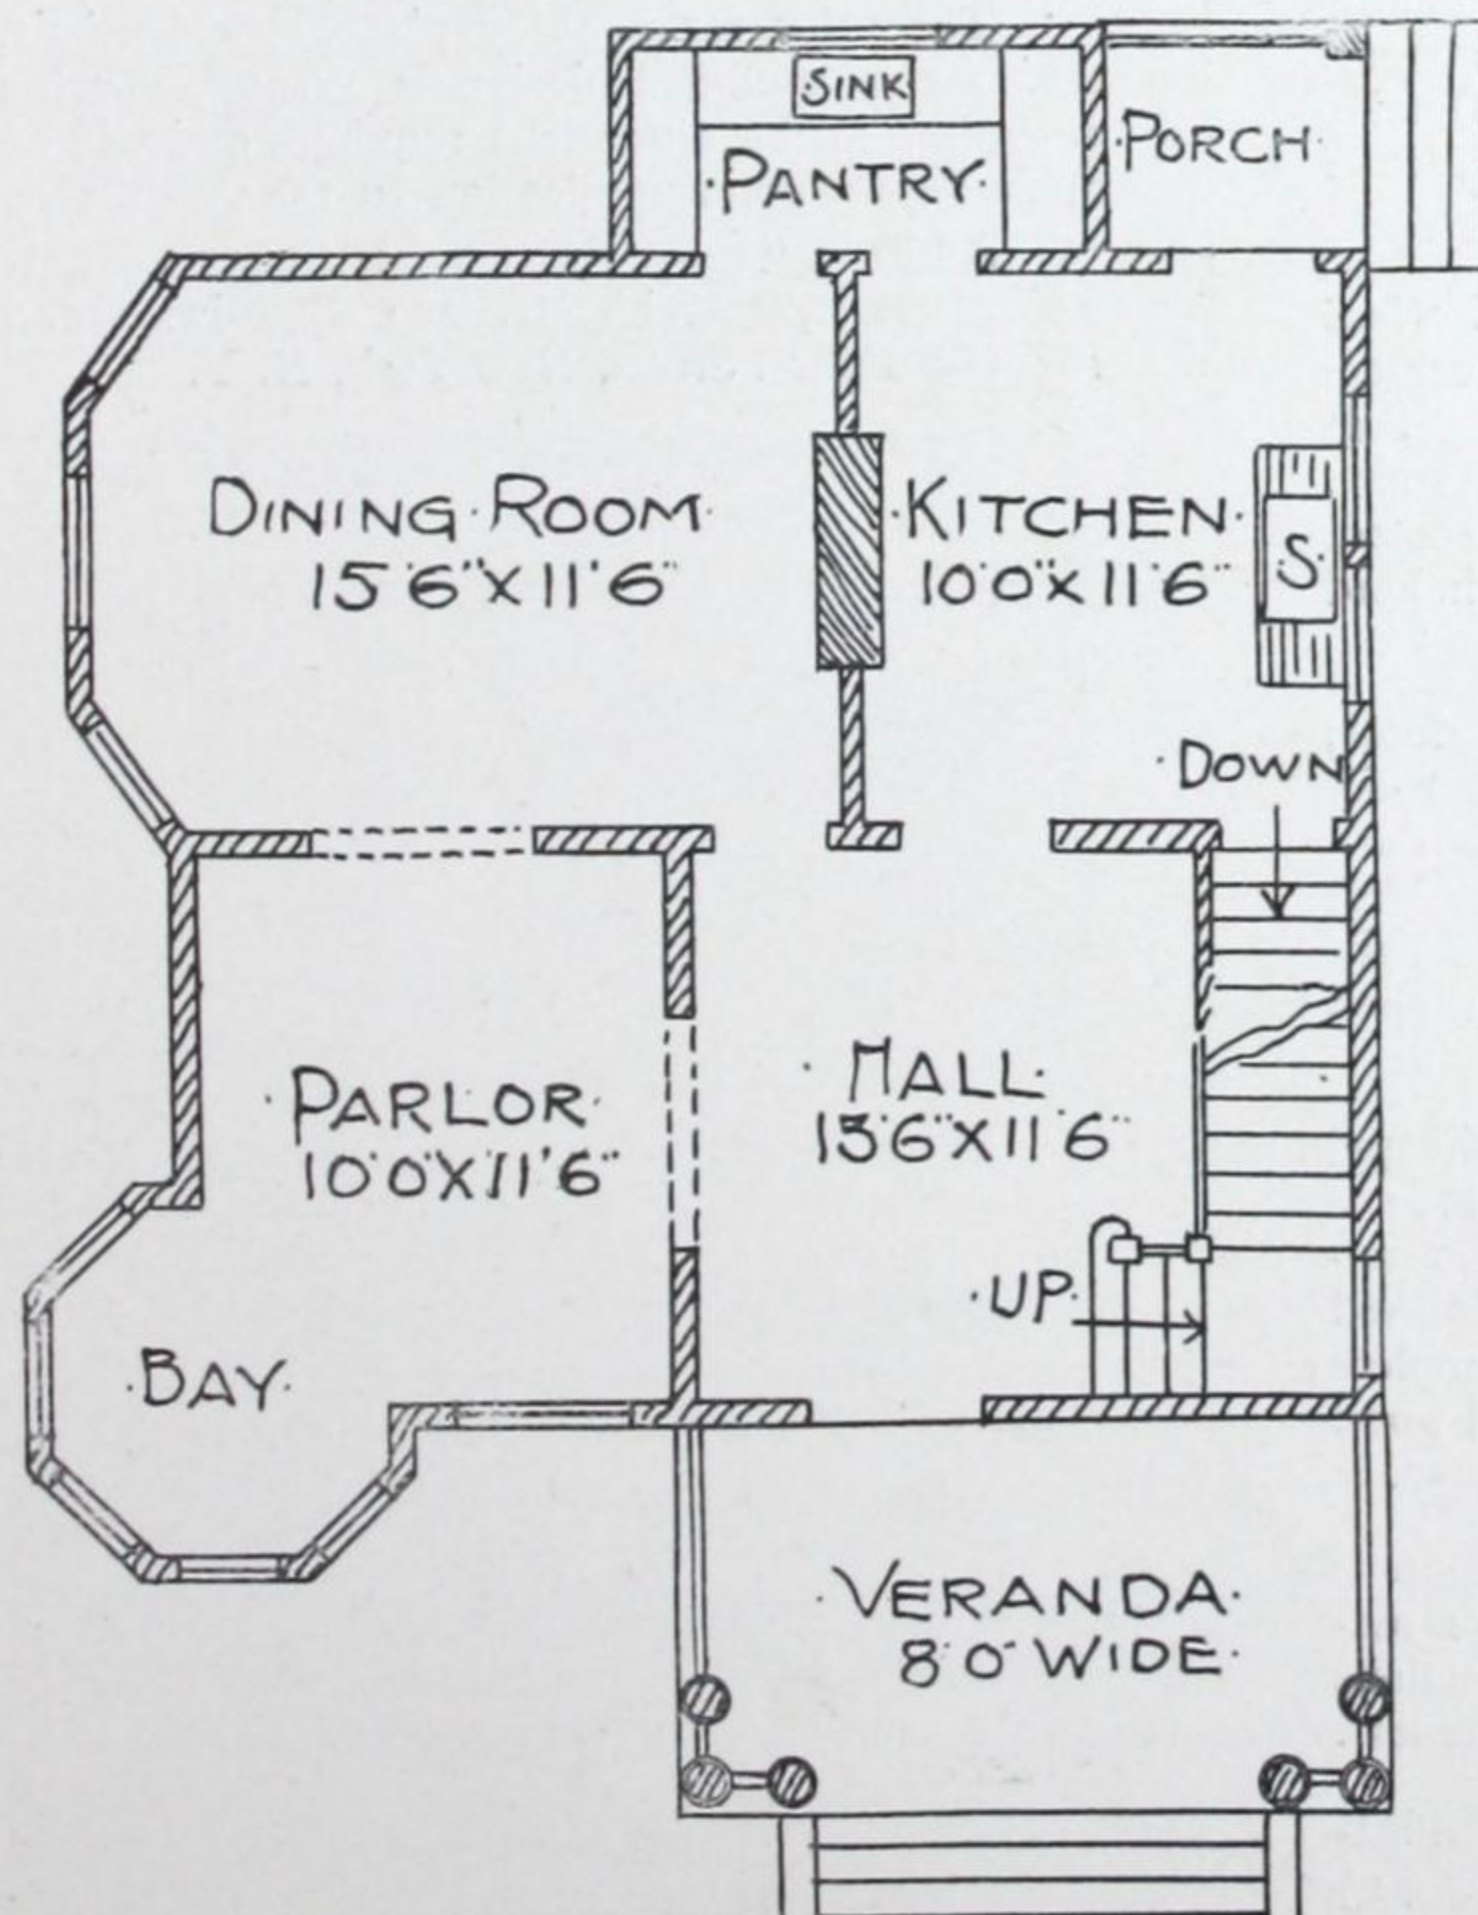 SINK
·PANTRY·
·PORCH·
DINING·ROOM·
15'6"X11'6"
·KITCHEN·
10'0"X11'6"
S.
·DOWN
·PARLOR·
10'0"X11'6"
·HALL·
13'6"X11'6"
·UP·
·BAY·
·VERANDA·
8'0" WIDE·